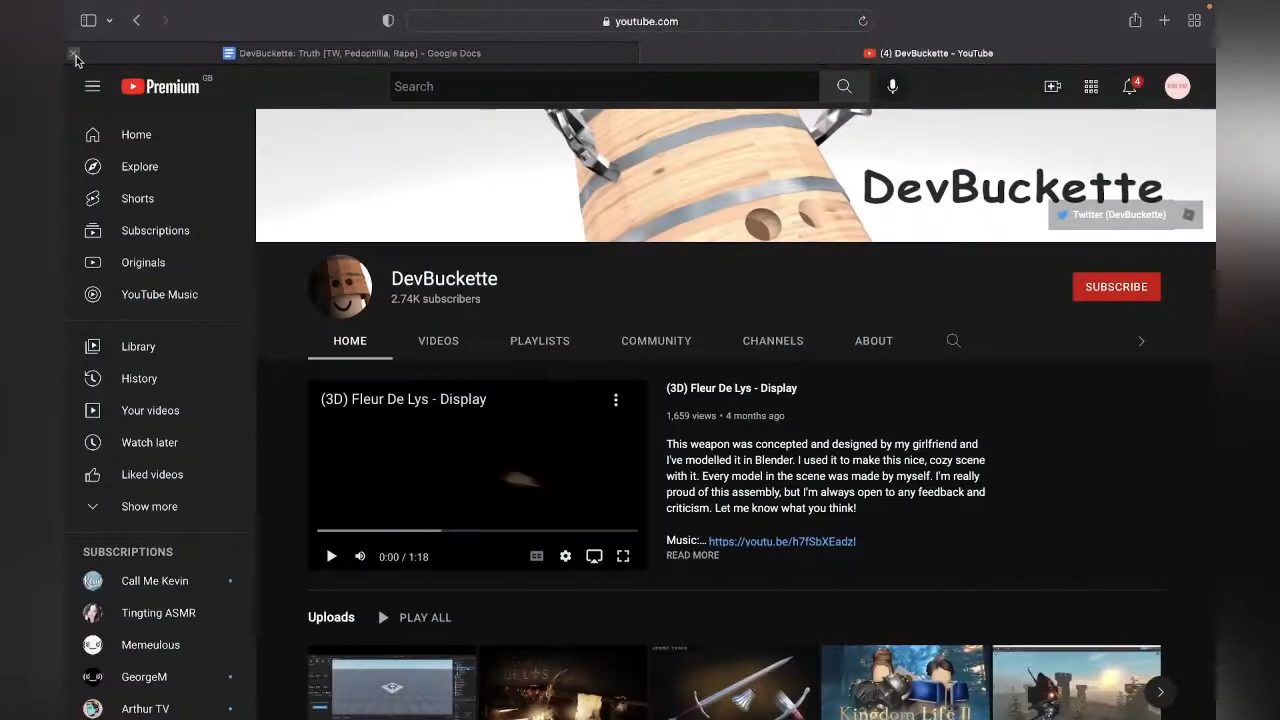 youtube.com
DevBuckette: Truth [TW, Pedophilia, Rape] - Google Docs
(4) DevBuckette - YouTube
Premium GB
Search
4
Home
Explore
Shorts
Subscriptions
Originals
YouTube Music
Library
History
Your videos
Watch later
Liked videos
Show more
SUBSCRIPTIONS
Call Me Kevin
Tingting ASMR
Memeulous
GeorgeM
Arthur TV
DevBuckette
Twitter (DevBuckette)
DevBuckette
2.74K subscribers
SUBSCRIBE
HOME
VIDEOS
PLAYLISTS
COMMUNITY
CHANNELS
ABOUT
(3D) Fleur De Lys - Display
0:00 / 1:18
(3D) Fleur De Lys - Display
1,659 views • 4 months ago
This weapon was concepted and designed by my girlfriend and
I've modelled it in Blender. I used it to make this nice, cozy scene
with it. Every model in the scene was made by myself. I'm really
proud of this assembly, but I'm always open to any feedback and
criticism. Let me know what you think!
Music:... https://youtu.be/h7fSbXEadzI
READ MORE
Uploads
PLAY ALL
Kingdom Life II